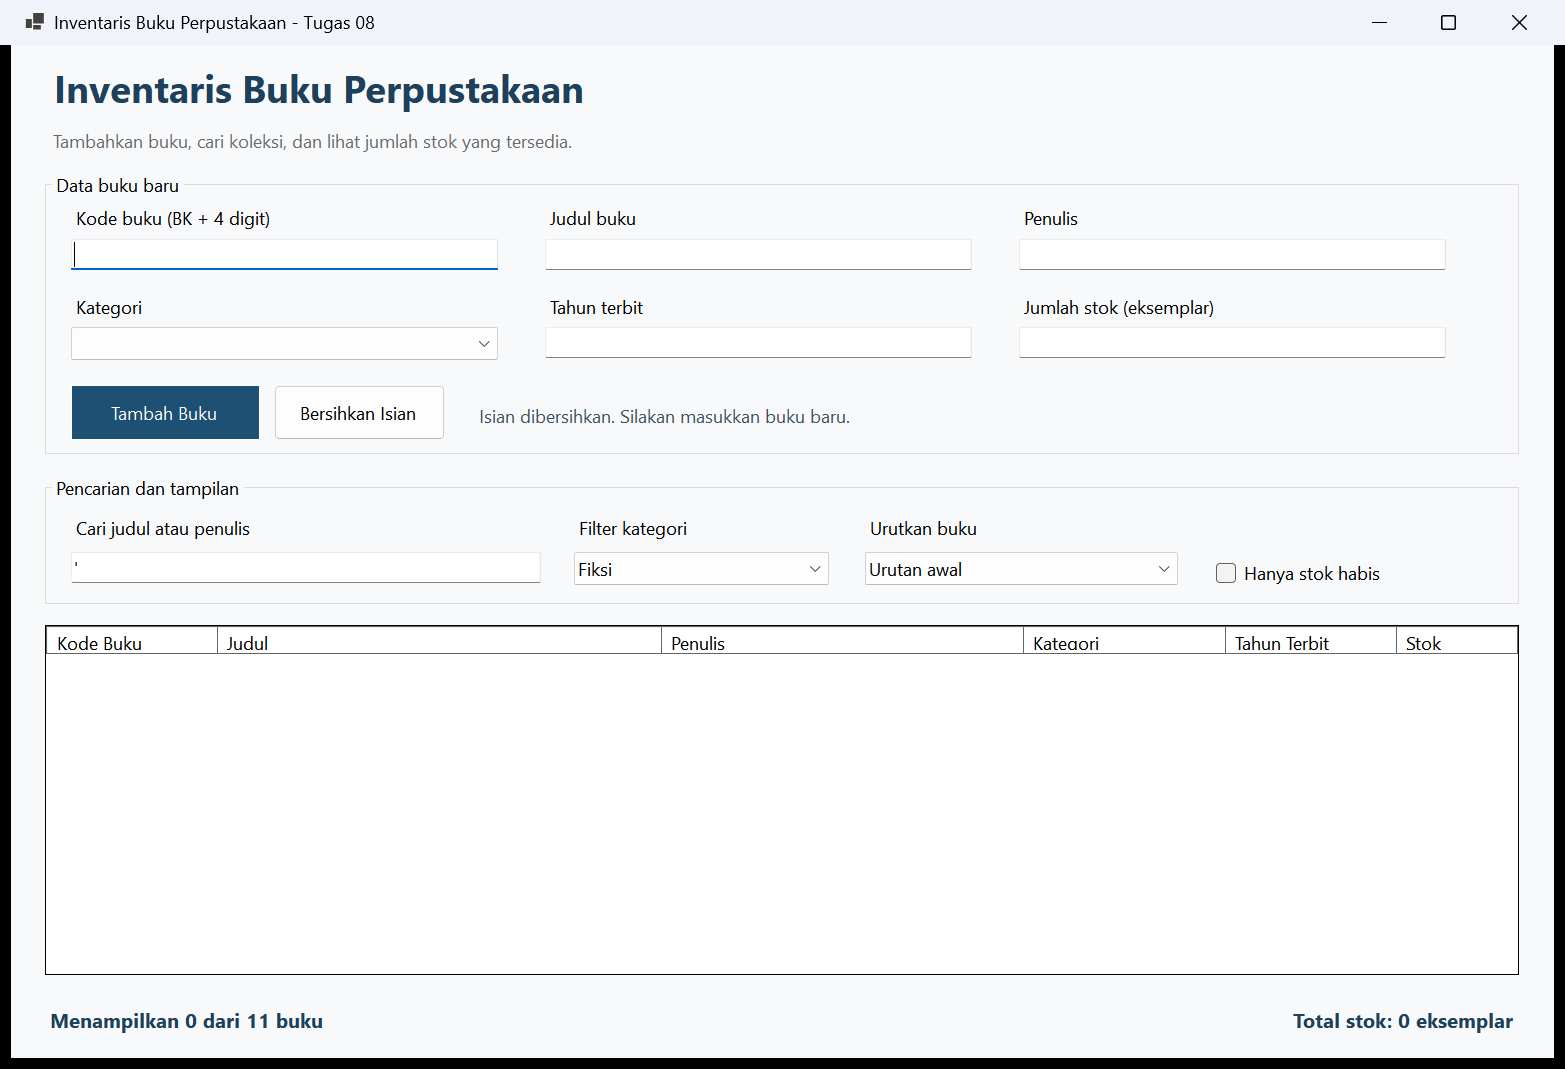 Inventaris Buku Perpustakaan - Tugas 08
Inventaris Buku Perpustakaan
Tambahkan buku, cari koleksi, dan lihat jumlah stok yang tersedia.
Data buku baru
Kode buku (BK + 4 digit) Judul buku Penulis
Kategori Tahun terbit Jumlah stok (eksemplar)
Tambah Buku Bersihkan Isian Isian dibersihkan. Silakan masukkan buku baru.
Pencarian dan tampilan
Cari judul atau penulis Filter kategori Urutkan buku
' Fiksi Urutan awal Hanya stok habis
Kode Buku Judul Penulis Kategori Tahun Terbit Stok
Menampilkan 0 dari 11 buku Total stok: 0 eksemplar